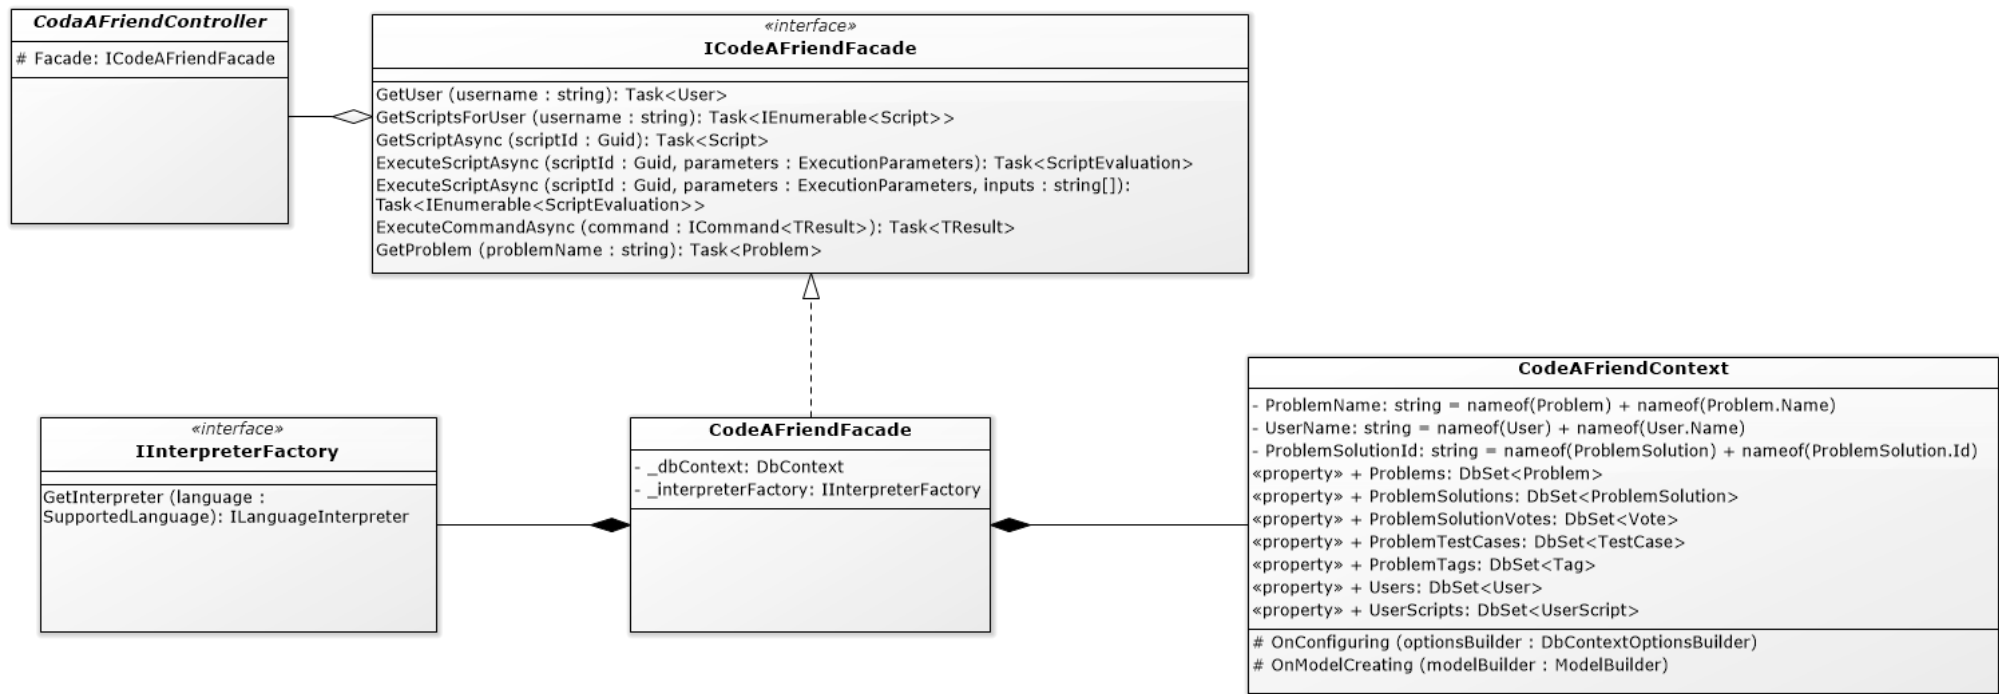 CodaAFriendController
# Facade: ICodeAFriendFacade
«interface»
ICodeAFriendFacade
GetUser (username : string): Task<User>
GetScriptsForUser (username : string): Task<IEnumerable<Script>>
GetScriptAsync (scriptId : Guid): Task<Script>
ExecuteScriptAsync (scriptId : Guid, parameters : ExecutionParameters): Task<ScriptEvaluation>
ExecuteScriptAsync (scriptId : Guid, parameters : ExecutionParameters, inputs : string[]):
Task<IEnumerable<ScriptEvaluation>>
ExecuteCommandAsync (command : ICommand<TResult>): Task<TResult>
GetProblem (problemName : string): Task<Problem>
«interface»
IInterpreterFactory
GetInterpreter (language :
SupportedLanguage): ILanguageInterpreter
CodeAFriendFacade
- _dbContext: DbContext
- _interpreterFactory: IInterpreterFactory
CodeAFriendContext
- ProblemName: string = nameof(Problem) + nameof(Problem.Name)
- UserName: string = nameof(User) + nameof(User.Name)
- ProblemSolutionId: string = nameof(ProblemSolution) + nameof(ProblemSolution.Id)
«property» + Problems: DbSet<Problem>
«property» + ProblemSolutions: DbSet<ProblemSolution>
«property» + ProblemSolutionVotes: DbSet<Vote>
«property» + ProblemTestCases: DbSet<TestCase>
«property» + ProblemTags: DbSet<Tag>
«property» + Users: DbSet<User>
«property» + UserScripts: DbSet<UserScript>
# OnConfiguring (optionsBuilder : DbContextOptionsBuilder)
# OnModelCreating (modelBuilder : ModelBuilder)